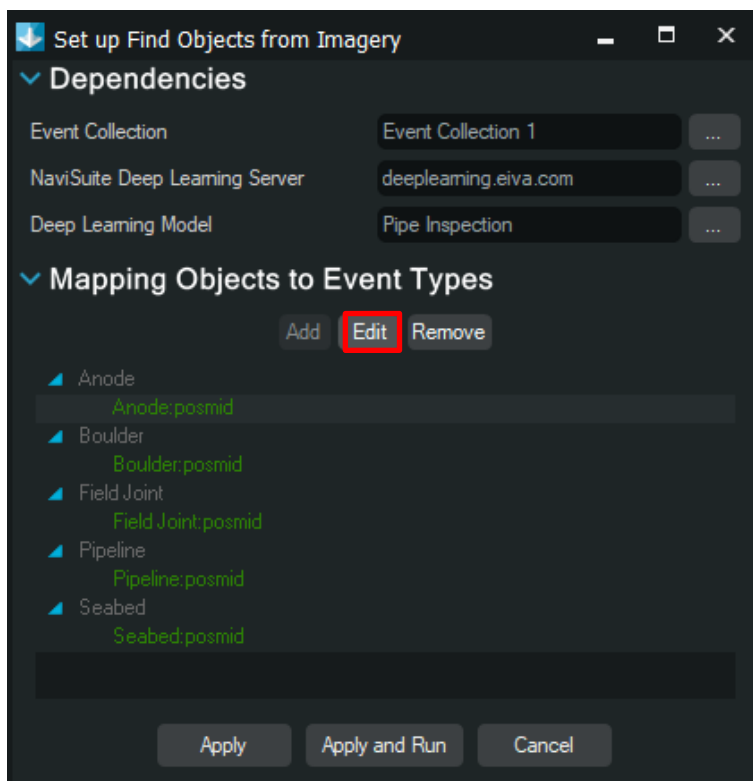 Set up Find Objects from Imagery
Dependencies
Event Collection Event Collection 1 ...
NaviSuite Deep Learning Server deeplearning.eiva.com ...
Deep Learning Model Pipe Inspection ...
Mapping Objects to Event Types
Add Edit Remove
Anode
Anode:posmid
Boulder
Boulder:posmid
Field Joint
Field Joint:posmid
Pipeline
Pipeline:posmid
Seabed
Seabed:posmid
Apply Apply and Run Cancel